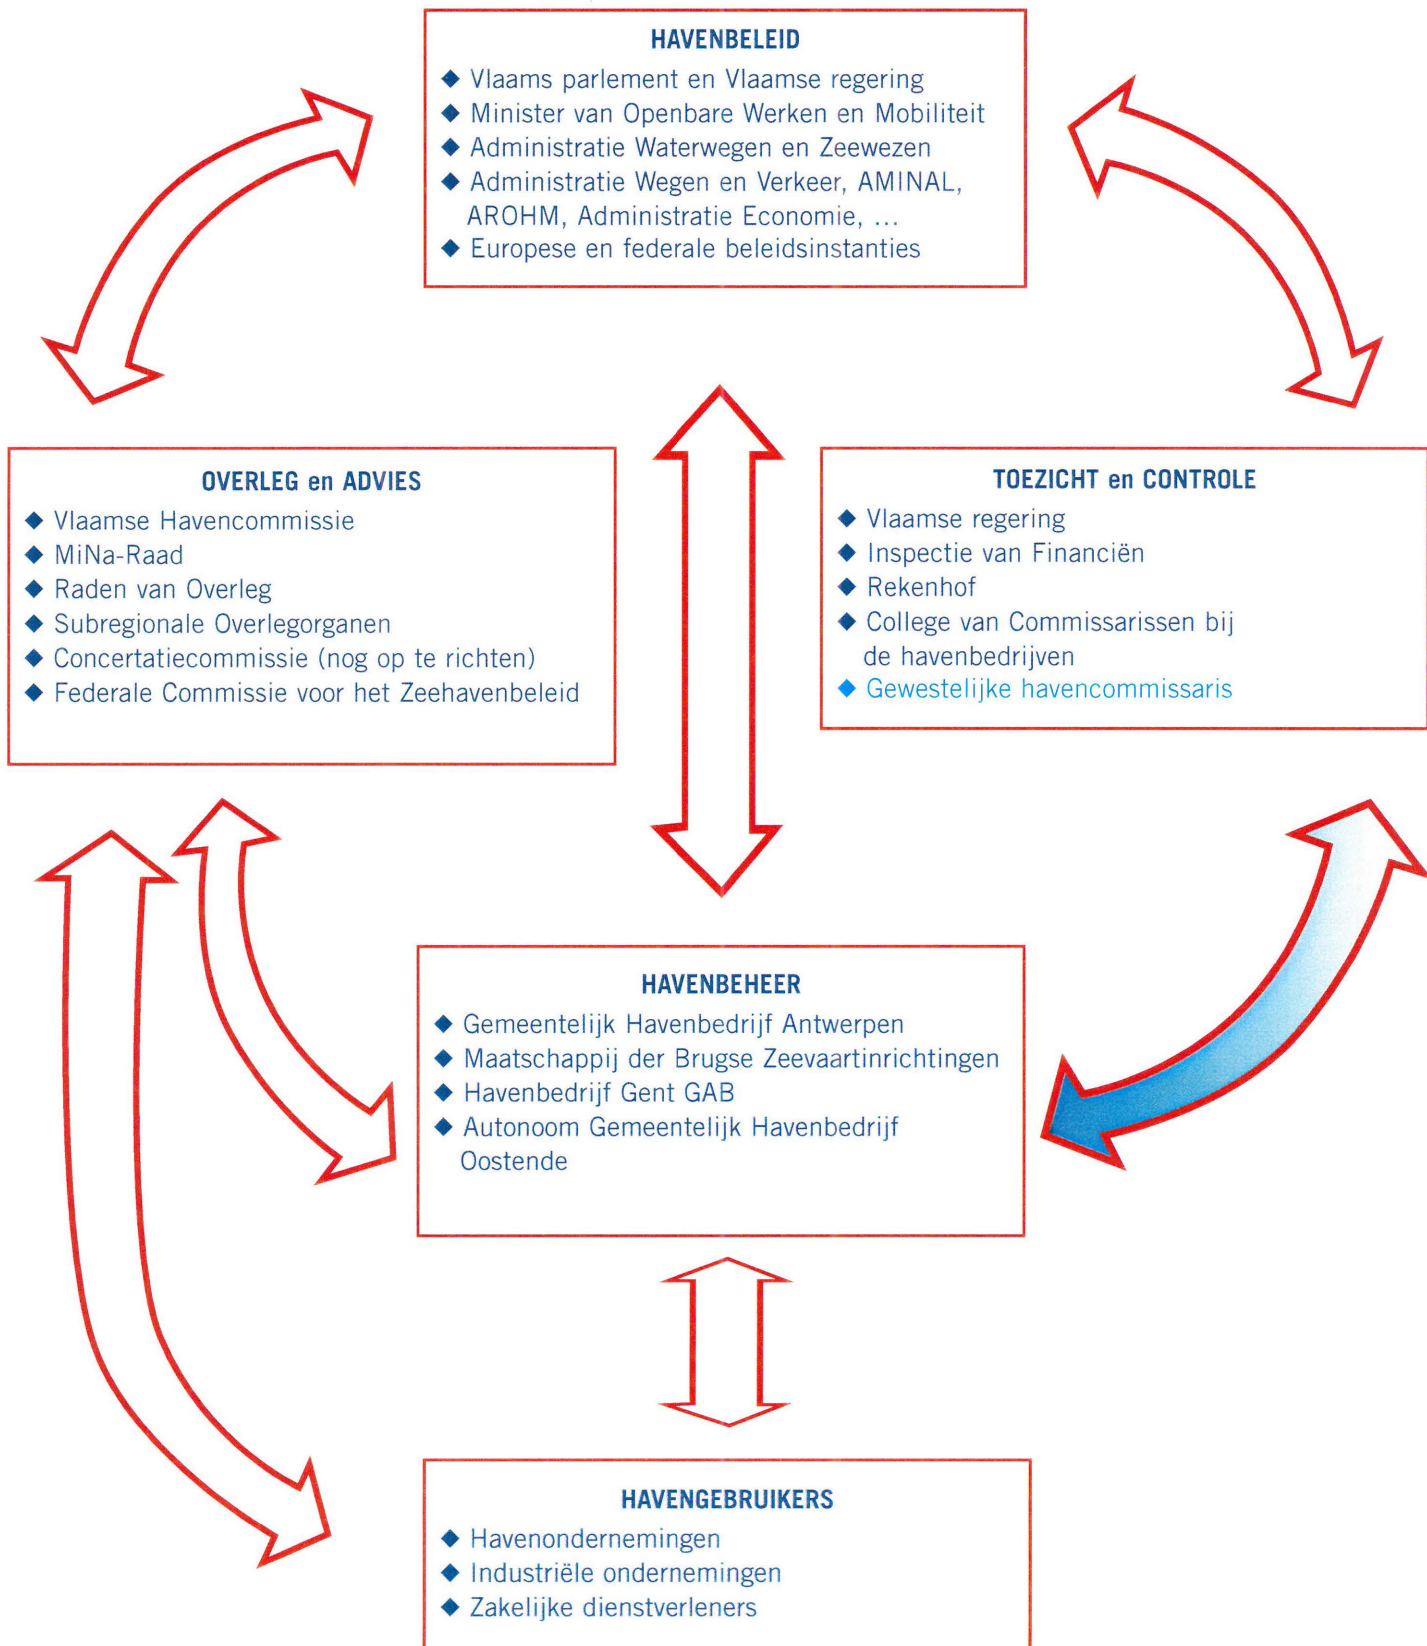 HAVENBELEID
◆ Vlaams parlement en Vlaamse regering
◆ Minister van Openbare Werken en Mobiliteit
◆ Administratie Waterwegen en Zeewezen
◆ Administratie Wegen en Verkeer, AMINAL,
AROHM, Administratie Economie, ...
◆ Europese en federale beleidsinstanties
OVERLEG en ADVIES
◆ Vlaamse Havencommissie
◆ MiNa-Raad
◆ Raden van Overleg
◆ Subregionale Overlegorganen
◆ Concertatiecommissie (nog op te richten)
◆ Federale Commissie voor het Zeehavenbeleid
TOEZICHT en CONTROLE
◆ Vlaamse regering
◆ Inspectie van Financiën
◆ Rekenhof
◆ College van Commissarissen bij
de havenbedrijven
◆ Gewestelijke havencommissaris
HAVENBEHEER
◆ Gemeentelijk Havenbedrijf Antwerpen
◆ Maatschappij der Brugse Zeevaartinrichtingen
◆ Havenbedrijf Gent GAB
◆ Autonoom Gemeentelijk Havenbedrijf
Oostende
HAVENGEBRUIKERS
◆ Havenondernemingen
◆ Industriële ondernemingen
◆ Zakelijke dienstverleners